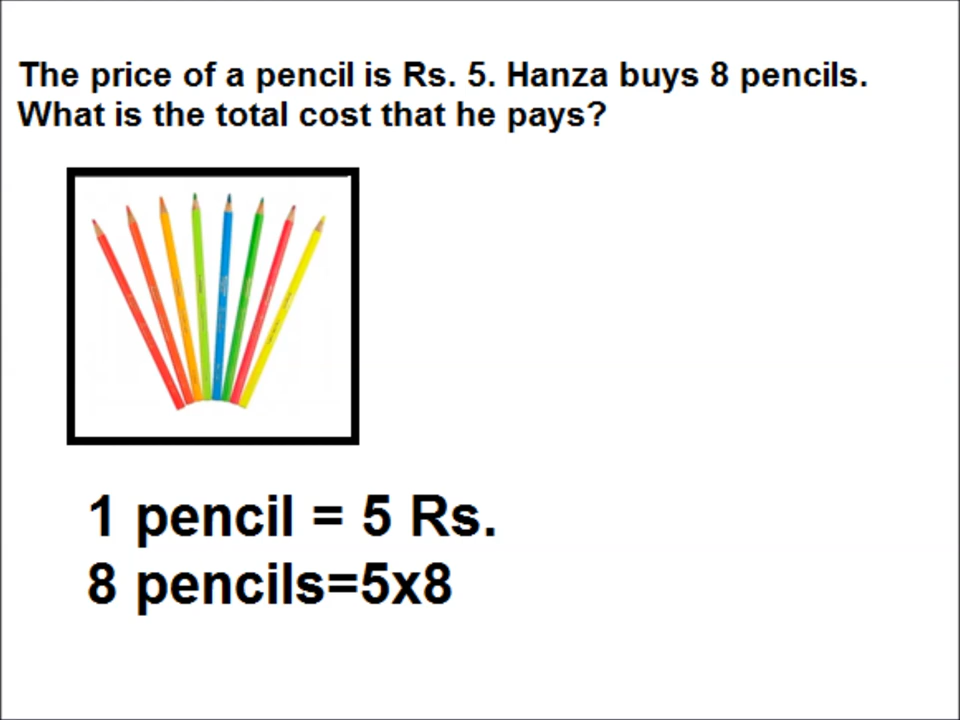 The price of a pencil is Rs. 5. Hanza buys 8 pencils.
What is the total cost that he pays?
1 pencil = 5 Rs.
8 pencils=5x8